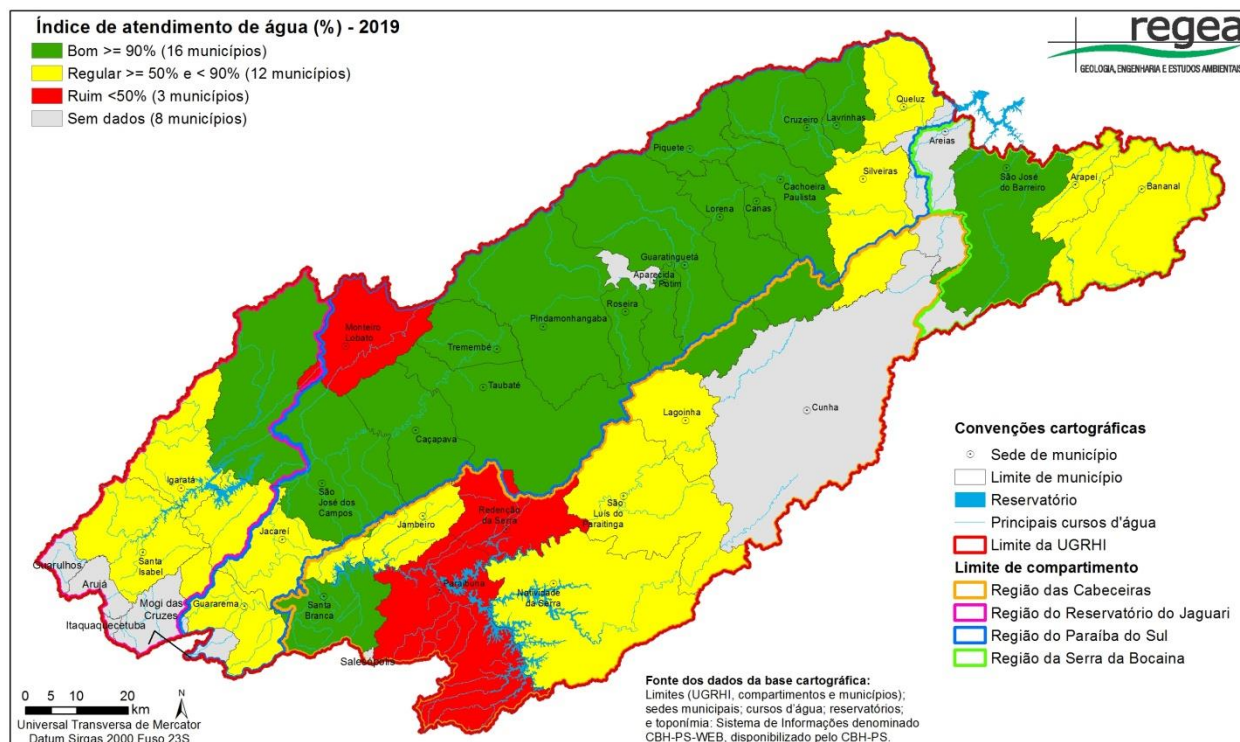 Índice de atendimento de água (%) - 2019
Bom >= 90% (16 municípios)
Regular >= 50% e < 90% (12 municípios)
Ruim <50% (3 municípios)
Sem dados (8 municípios)
regea
GEOLOGIA, ENGENHARIA E ESTUDOS AMBIENTAIS
Queluz
Lavrinhas
Cruzeiro
Areias
Piquete
São José
do Barreiro
Arapeí
Bananal
Silveiras
Cachoeira
Paulista
Canas
Lorena
Guaratinguetá
Aparecida
Potim
Roseira
Pindamonhangaba
Monteiro
Lobato
Tremembé
Taubaté
Caçapava
Lagoinha
Cunha
São
José dos
Campos
Igaratá
São
Luís do
Paraitinga
Redenção
da Serra
Jambeiro
Jacareí
Santa
Isabel
Guarulhos
Arujá
Mogi das
Cruzes
Itaquaquecetuba
Guararema
Santa
Branca
Paraibuna
Natividade
da Serra
Salesópolis
Convenções cartográficas
Sede de município
Limite de município
Reservatório
Principais cursos d'água
Limite da UGRHI
Limite de compartimento
Região das Cabeceiras
Região do Reservatório do Jaguari
Região do Paraíba do Sul
Região da Serra da Bocaina
0 5 10 20
km
N
Universal Transversa de Mercator
Datum Sirgas 2000 Fuso 23S
Fonte dos dados da base cartográfica:
Limites (UGRHI, compartimentos e municípios);
sedes municipais; cursos d'água; reservatórios;
e toponímia: Sistema de Informações denominado
CBH-PS-WEB, disponibilizado pelo CBH-PS.